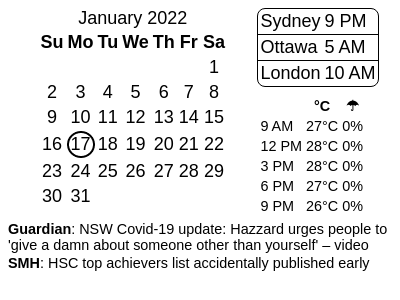 January 2022
Su Mo Tu We Th Fr Sa
1
2 3 4 5 6 7 8
9 10 11 12 13 14 15
16 17 18 19 20 21 22
23 24 25 26 27 28 29
30 31
Sydney 9 PM
Ottawa 5 AM
London 10 AM
°C ☂
9 AM 27°C 0%
12 PM 28°C 0%
3 PM 28°C 0%
6 PM 27°C 0%
9 PM 26°C 0%
Guardian: NSW Covid-19 update: Hazzard urges people to
'give a damn about someone other than yourself' – video
SMH: HSC top achievers list accidentally published early